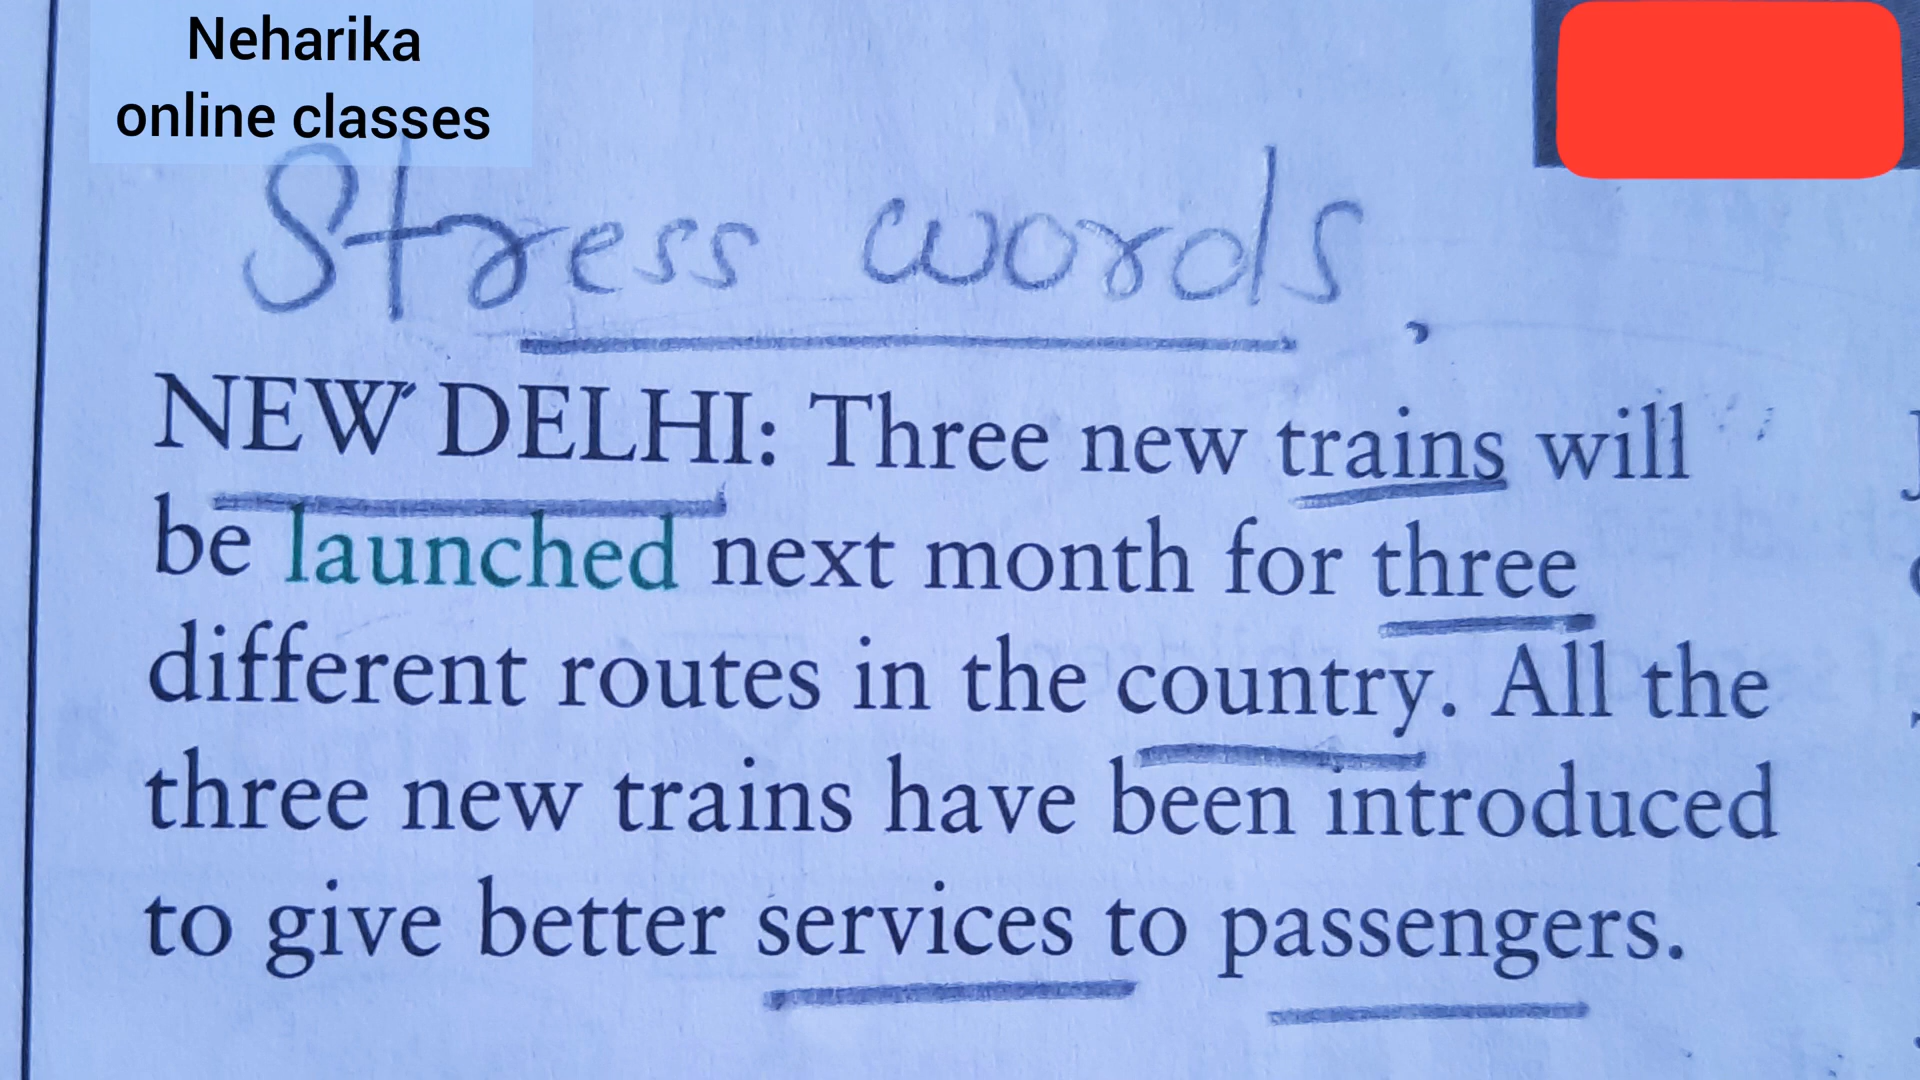 Neharika
online classes
Stress words,
NEW DELHI: Three new trains will
be launched next month for three
different routes in the country. All the
three new trains have been introduced
to give better services to passengers.